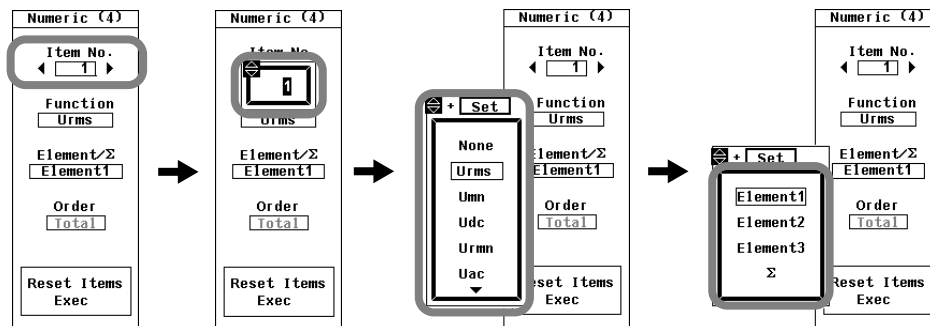 Numeric (4)
Item No.
1
Function
Urms
Element/Σ
Element1
Order
Total
Reset Items
Exec
Numeric (4)
Item No.
1
Urms
Element/Σ
Element1
Order
Total
Reset Items
Exec
Numeric (4)
Item No.
1
Function
Urms
Element/Σ
Element1
Order
Total
Reset Items
Exec
+ Set
None
Urms
Umn
Udc
Urmn
Uac
Numeric (4)
Item No.
1
Function
Urms
Element/Σ
Element1
Order
Total
Reset Items
Exec
+ Set
Element1
Element2
Element3
Σ